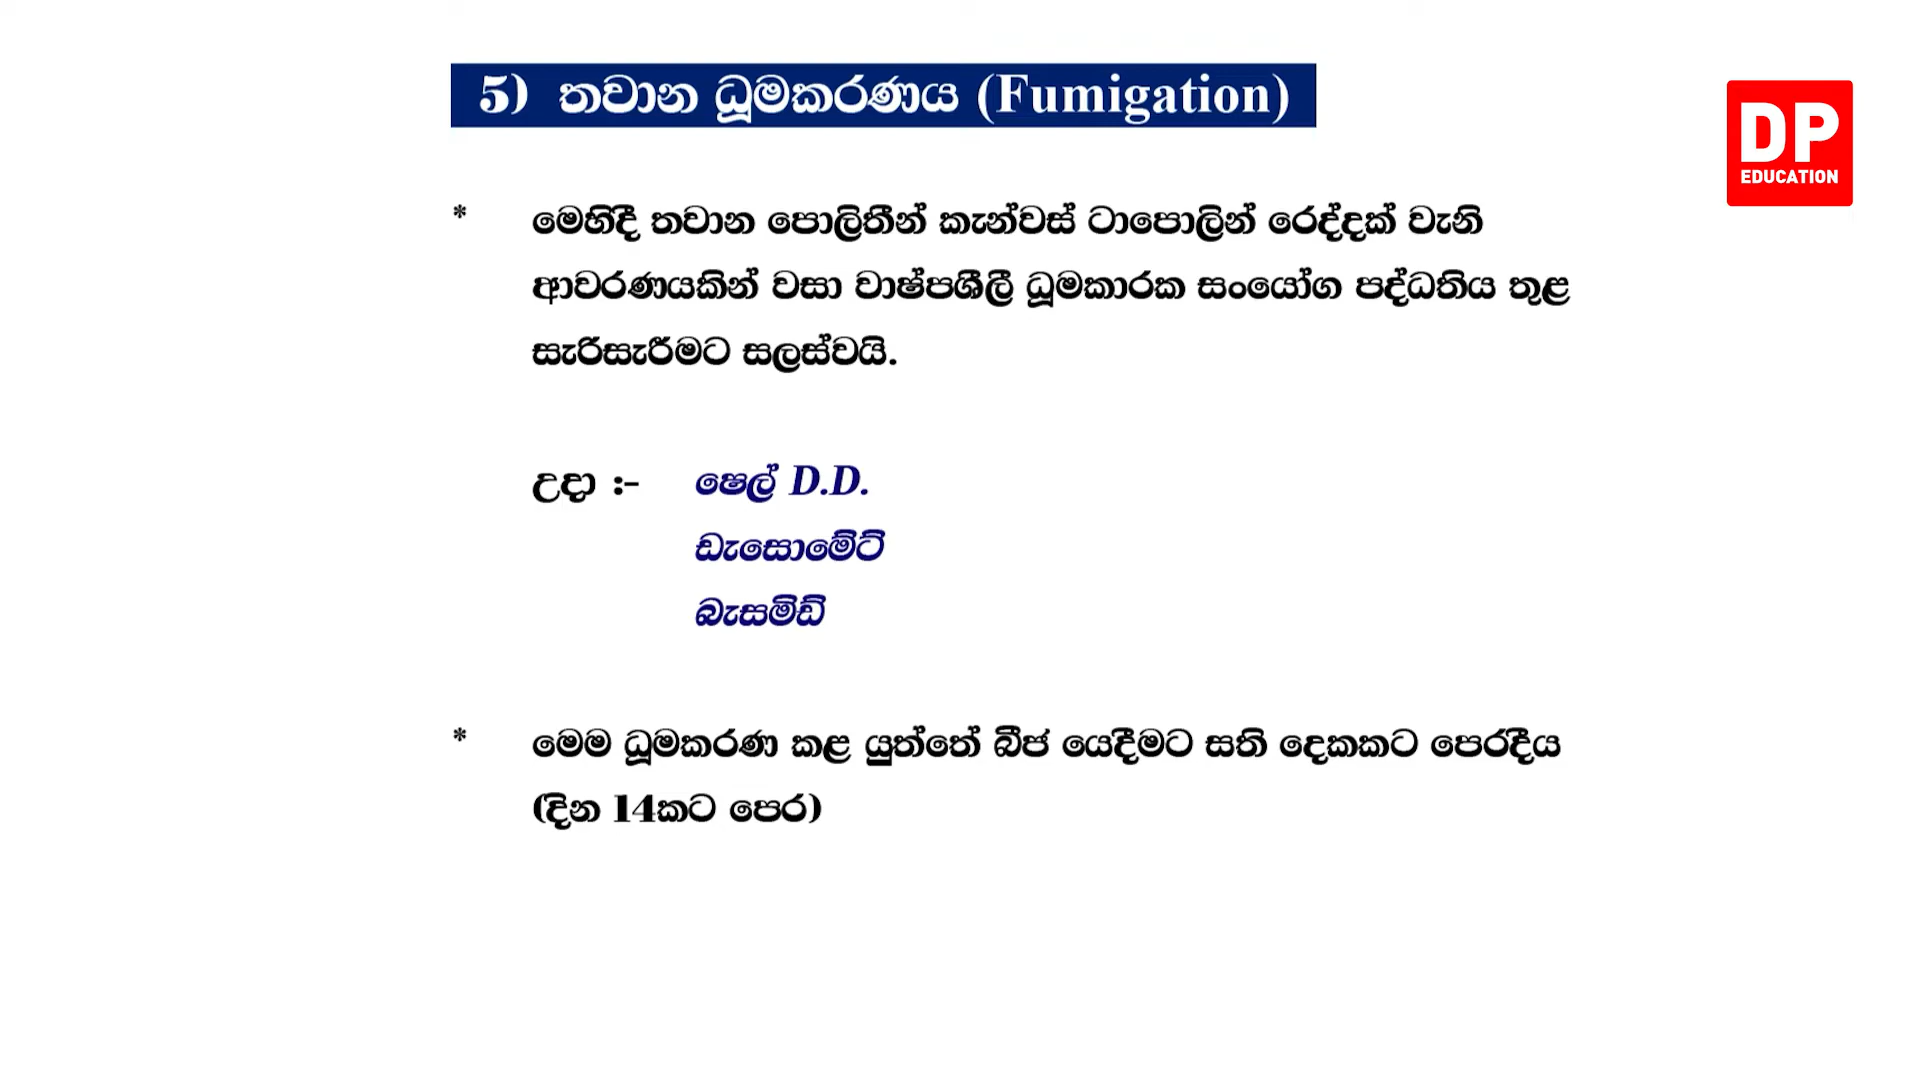 5) තවාන ධූමකරණය (Fumigation)
DP
EDUCATION
* මෙහිදී තවාන පොලිතීන් කැන්වස් ටාපොලින් රෙද්දක් වැනි
ආවරණයකින් වසා වාෂ්පශීලී ධූමකාරක සංයෝග පද්ධතිය තුළ
සැරිසැරීමට සලස්වයි.
උදා :- ෂෙල් D.D.
ඩැසොමේට්
බැසමිඩ්
* මෙම ධූමකරණ කළ යුත්තේ බීජ යෙදීමට සති දෙකකට පෙරදීය
(දින 14කට පෙර)